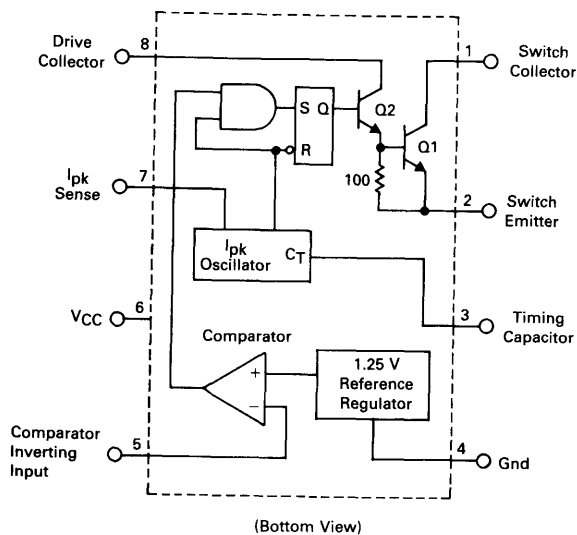 Drive
Collector
8
1
Switch
Collector
S Q
Q2
R
Q1
100
Ipk
Sense
7
2
Switch
Emitter
Ipk
Oscillator
CT
VCC
6
3
Timing
Capacitor
Comparator
+
−
1.25 V
Reference
Regulator
Comparator
Inverting
Input
5
4
Gnd
(Bottom View)